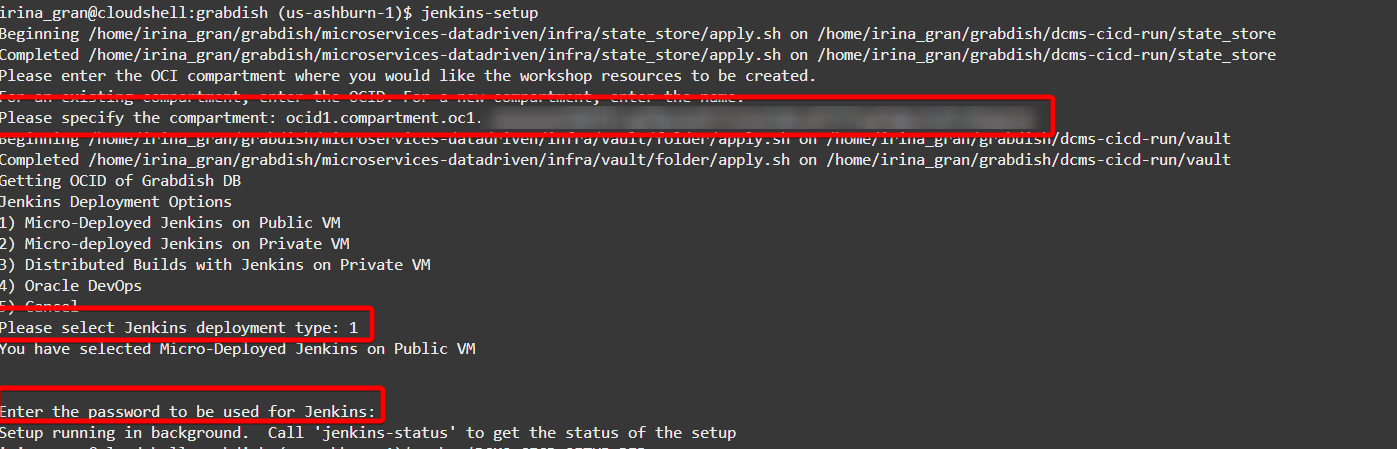 irina_gran@cloudshell:grabdish (us-ashburn-1)$ jenkins-setup
Beginning /home/irina_gran/grabdish/microservices-datadriven/infra/state_store/apply.sh on /home/irina_gran/grabdish/dcms-cicd-run/state_store
Completed /home/irina_gran/grabdish/microservices-datadriven/infra/state_store/apply.sh on /home/irina_gran/grabdish/dcms-cicd-run/state_store
Please enter the OCI compartment where you would like the workshop resources to be created.
For an existing compartment, enter the OCID. For a new compartment, enter the name.
Please specify the compartment: ocid1.compartment.oc1.
Beginning /home/irina_gran/grabdish/microservices-datadriven/infra/vault/folder/apply.sh on /home/irina_gran/grabdish/dcms-cicd-run/vault
Completed /home/irina_gran/grabdish/microservices-datadriven/infra/vault/folder/apply.sh on /home/irina_gran/grabdish/dcms-cicd-run/vault
Getting OCID of Grabdish DB
Jenkins Deployment Options
1) Micro-Deployed Jenkins on Public VM
2) Micro-deployed Jenkins on Private VM
3) Distributed Builds with Jenkins on Private VM
4) Oracle DevOps
5) Cancel
Please select Jenkins deployment type: 1
You have selected Micro-Deployed Jenkins on Public VM
Enter the password to be used for Jenkins:
Setup running in background.  Call 'jenkins-status' to get the status of the setup